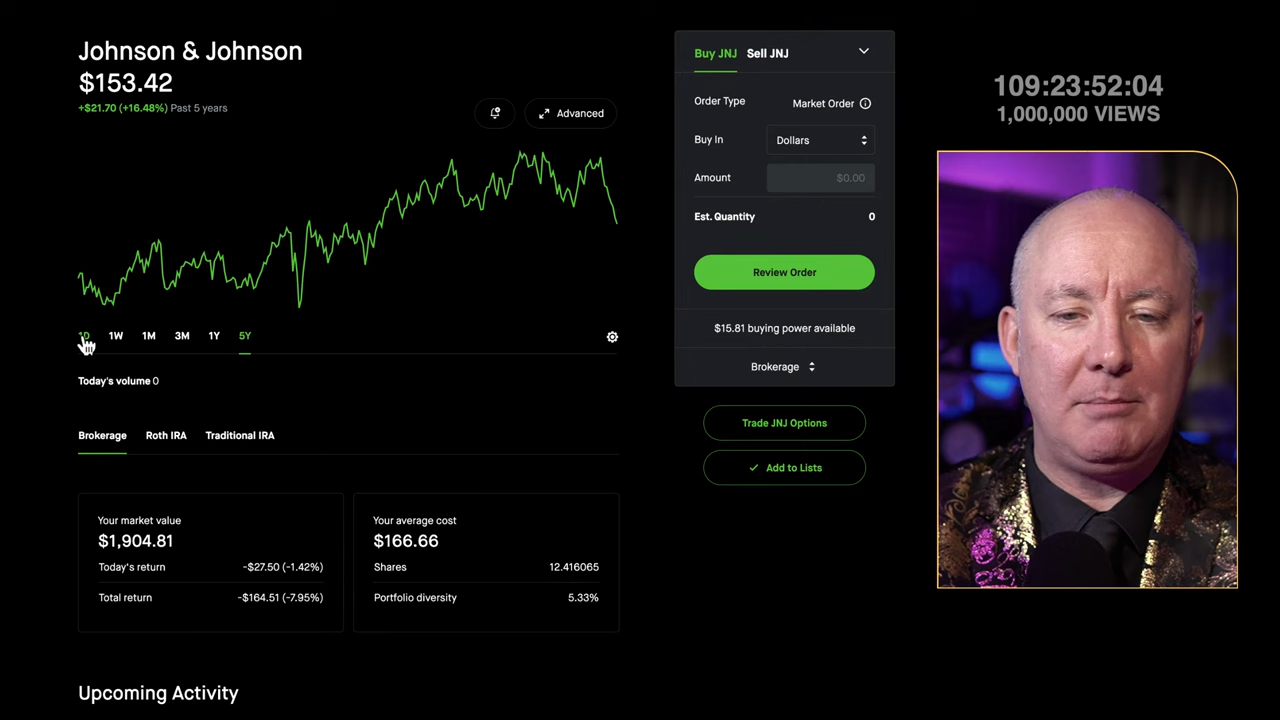 Johnson & Johnson
$153.42
+$21.70 (+16.48%) Past 5 years
Advanced
1D 1W 1M 3M 1Y 5Y
Today's volume 0
Brokerage Roth IRA Traditional IRA
Your market value
$1,904.81
Today's return -$27.50 (-1.42%)
Total return -$164.51 (-7.95%)
Your average cost
$166.66
Shares 12.416065
Portfolio diversity 5.33%
Upcoming Activity
Buy JNJ Sell JNJ
Order Type Market Order
Buy In Dollars
Amount $0.00
Est. Quantity 0
Review Order
$15.81 buying power available
Brokerage
Trade JNJ Options
Add to Lists
109:23:52:04
1,000,000 VIEWS